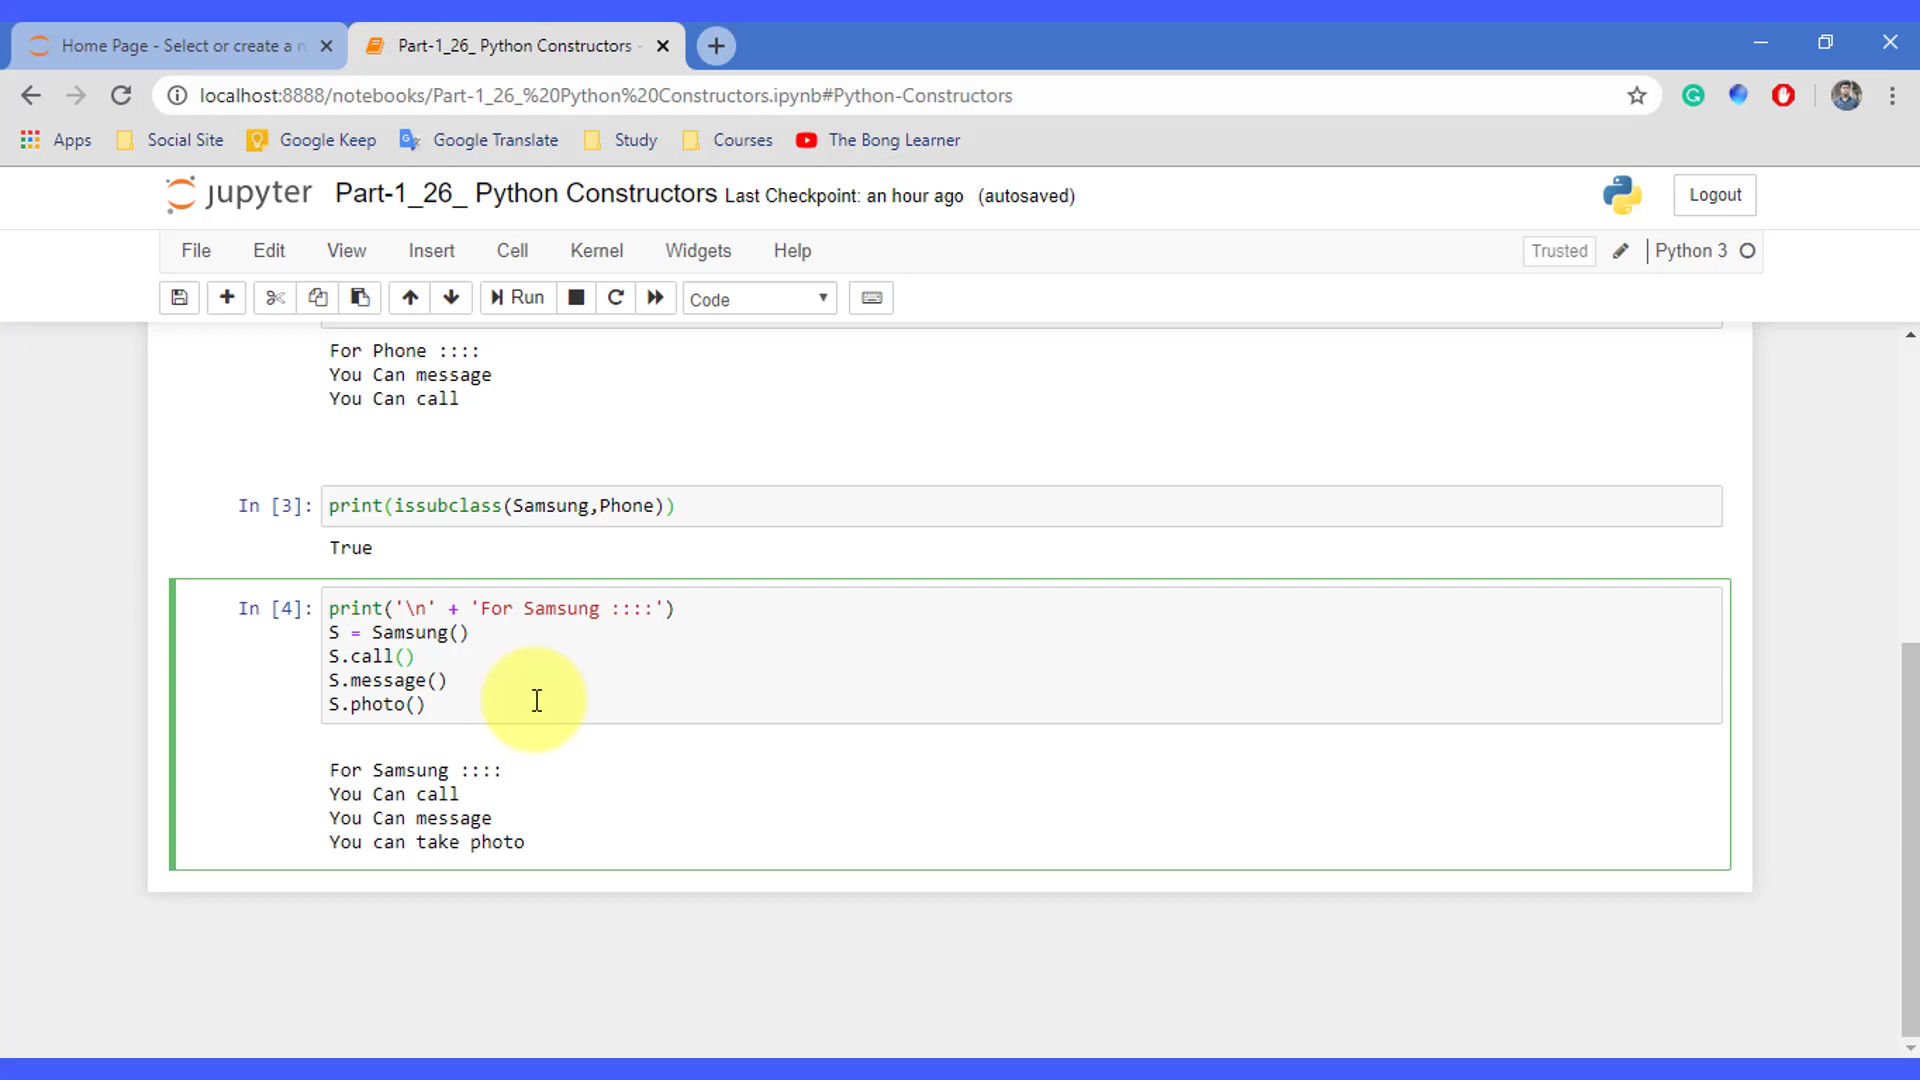 Home Page - Select or create a n
Part-1_26_ Python Constructors -
localhost:8888/notebooks/Part-1_26_%20Python%20Constructors.ipynb#Python-Constructors
Apps Social Site Google Keep Google Translate Study Courses The Bong Learner
jupyter Part-1_26_ Python Constructors Last Checkpoint: an hour ago (autosaved)
Logout
File Edit View Insert Cell Kernel Widgets Help
Trusted Python 3
Run Code
For Phone ::::
You Can message
You Can call
In [3]: print(issubclass(Samsung,Phone))
True
In [4]: print('\n' + 'For Samsung ::::')
S = Samsung()
S.call()
S.message()
S.photo()
For Samsung ::::
You Can call
You Can message
You can take photo